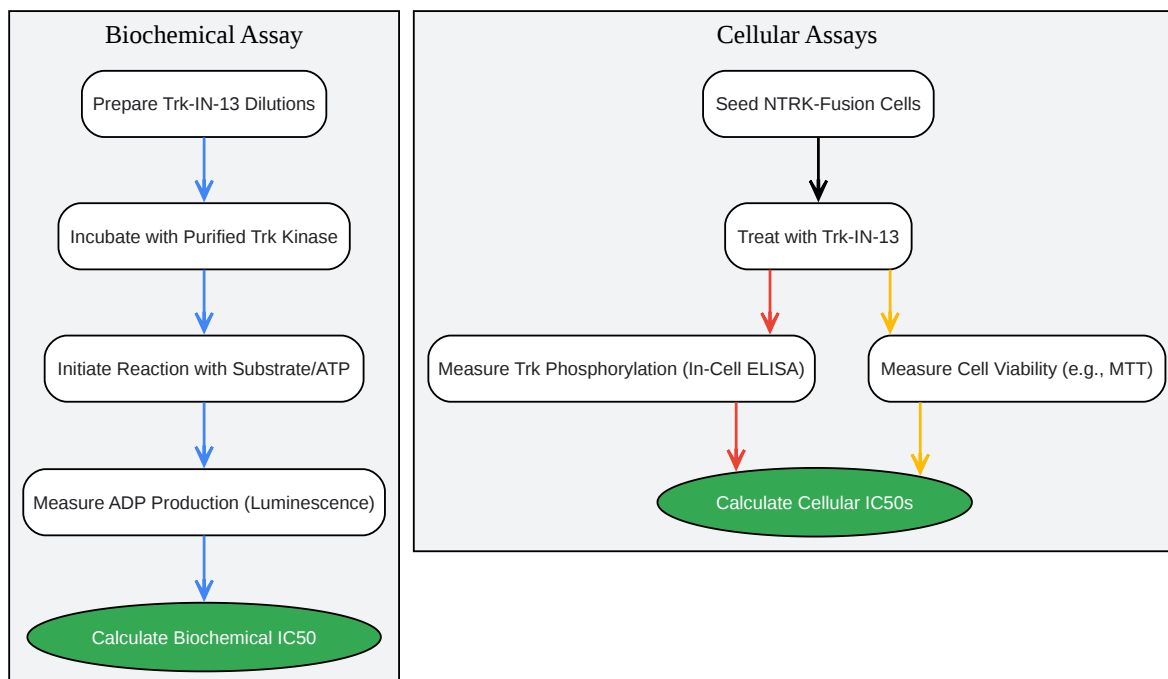 Biochemical Assay
Prepare Trk-IN-13 Dilutions
Incubate with Purified Trk Kinase
Initiate Reaction with Substrate/ATP
Measure ADP Production (Luminescence)
Calculate Biochemical IC50
Cellular Assays
Seed NTRK-Fusion Cells
Treat with Trk-IN-13
Measure Trk Phosphorylation (In-Cell ELISA)
Measure Cell Viability (e.g., MTT)
Calculate Cellular IC50s